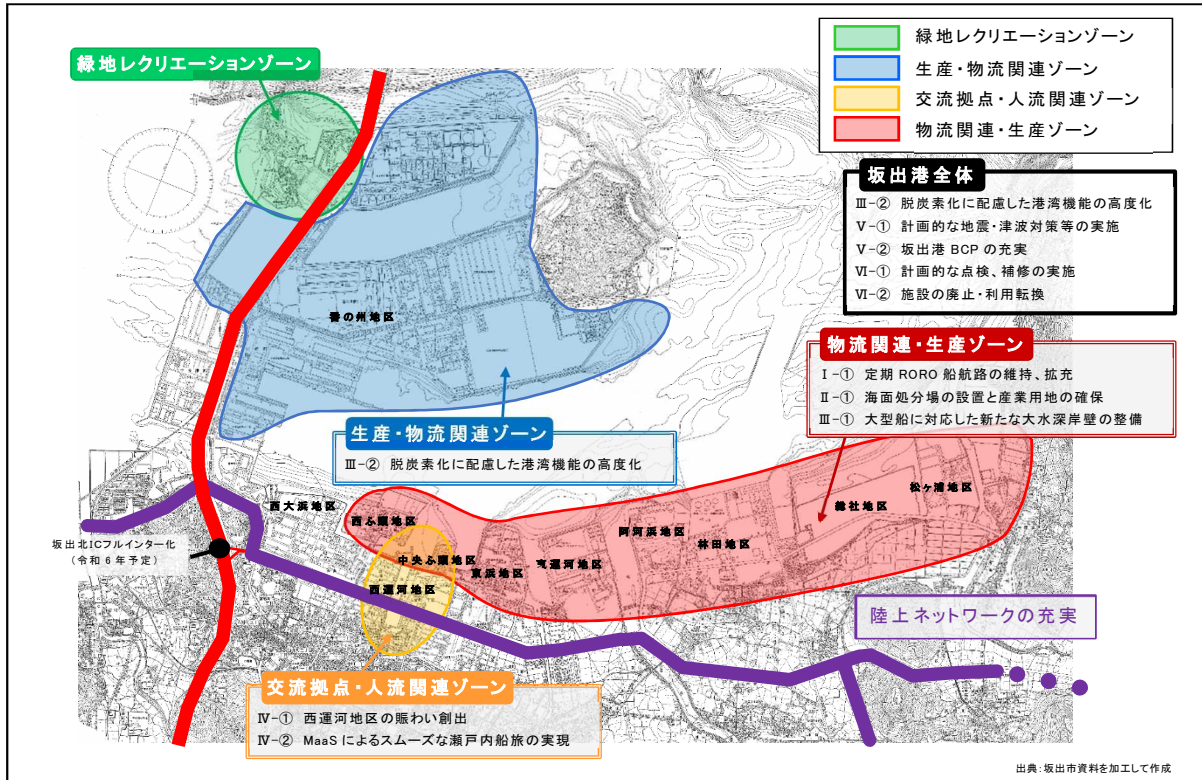 緑地レクリエーションゾーン
緑地レクリエーションゾーン
生産・物流関連ゾーン
交流拠点・人流関連ゾーン
物流関連・生産ゾーン
坂出港全体
Ⅲ-② 脱炭素化に配慮した港湾機能の高度化
Ⅴ-① 計画的な地震・津波対策等の実施
Ⅴ-② 坂出港 BCP の充実
Ⅵ-① 計画的な点検、補修の実施
Ⅵ-② 施設の廃止・利用転換
番の州地区
物流関連・生産ゾーン
Ⅰ-① 定期 RORO 船航路の維持、拡充
Ⅱ-① 海面処分場の設置と産業用地の確保
Ⅲ-① 大型船に対応した新たな大水深岸壁の整備
生産・物流関連ゾーン
Ⅲ-② 脱炭素化に配慮した港湾機能の高度化
西大浜地区
西ふ頭地区
中央ふ頭地区
西運河地区
東浜地区
阿河浜地区
林田地区
総社地区
松ヶ浦地区
坂出北ICフルインター化
(令和 6 年予定)
陸上ネットワークの充実
交流拠点・人流関連ゾーン
Ⅳ-① 西運河地区の賑わい創出
Ⅳ-② MaaS によるスムーズな瀬戸内船旅の実現
出典:坂出市資料を加工して作成